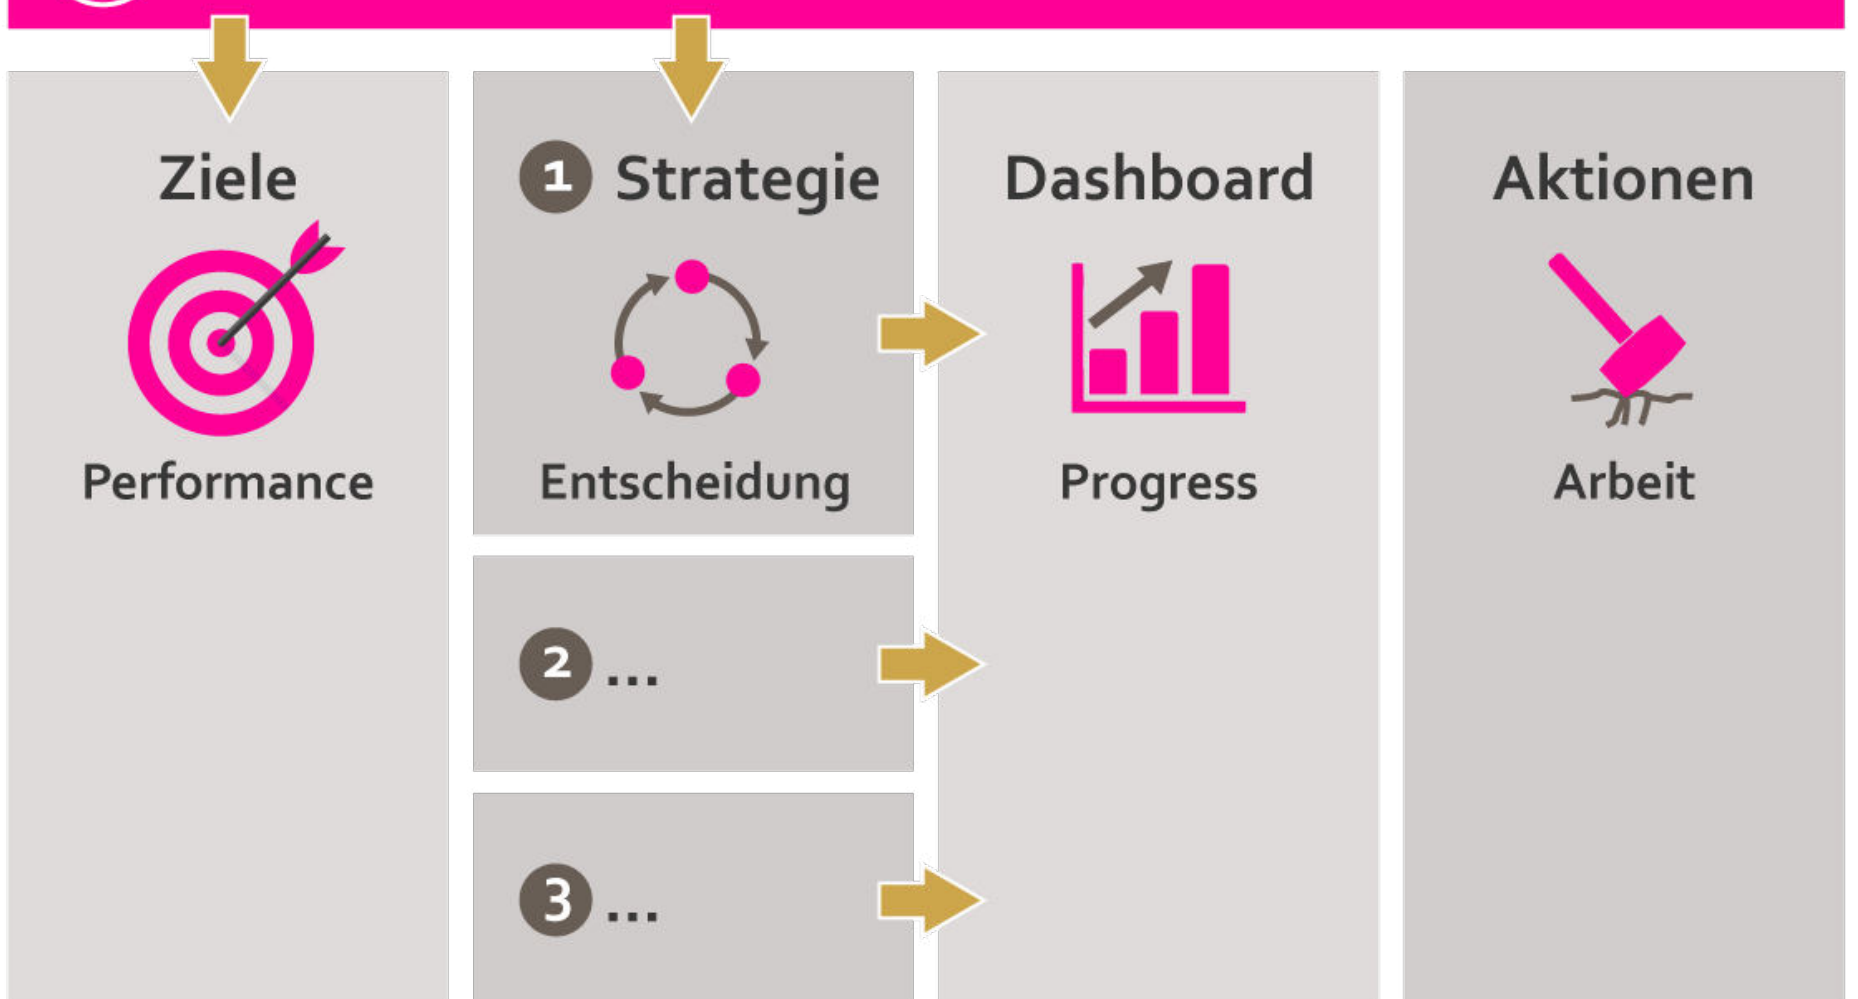 Ziele
Performance
1 Strategie
Entscheidung
2 ...
3 ...
Dashboard
Progress
Aktionen
Arbeit